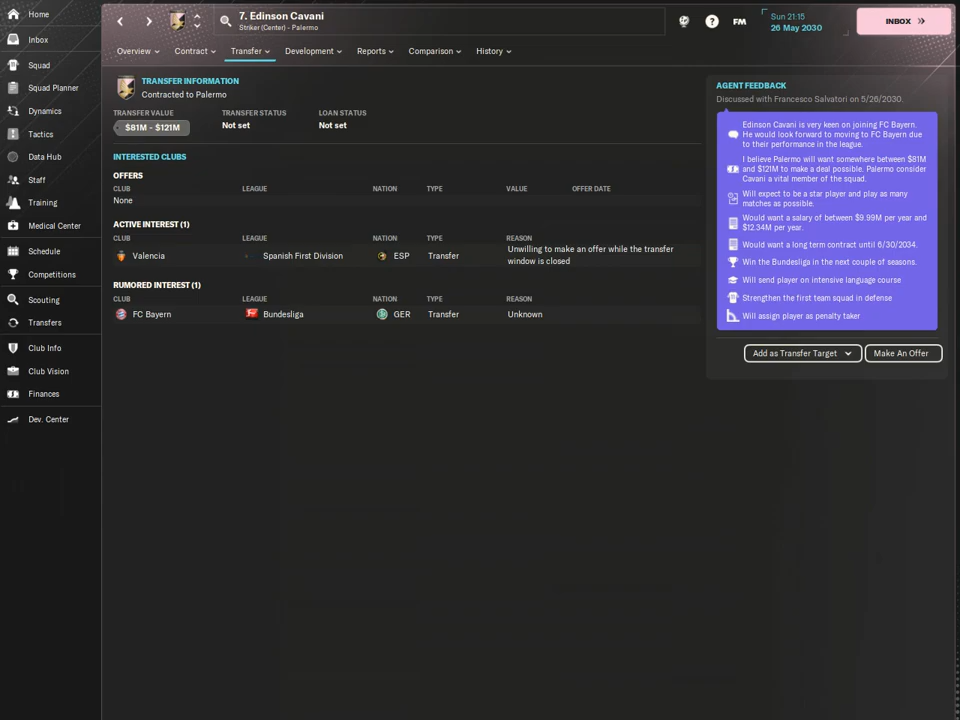 Home
Inbox
Squad
Squad Planner
Dynamics
Tactics
Data Hub
Staff
Training
Medical Center
Schedule
Competitions
Scouting
Transfers
Club Info
Club Vision
Finances
Dev. Center
7. Edinson Cavani
Striker (Center) - Palermo
?
FM
Sun 21:15
26 May 2030
INBOX
Overview
Contract
Transfer
Development
Reports
Comparison
History
TRANSFER INFORMATION
Contracted to Palermo
TRANSFER VALUE TRANSFER STATUS LOAN STATUS
$81M - $121M Not set Not set
INTERESTED CLUBS
OFFERS
CLUB LEAGUE NATION TYPE VALUE OFFER DATE
None
ACTIVE INTEREST (1)
CLUB LEAGUE NATION TYPE REASON
Valencia Spanish First Division ESP Transfer Unwilling to make an offer while the transfer
window is closed
RUMORED INTEREST (1)
CLUB LEAGUE NATION TYPE REASON
FC Bayern Bundesliga GER Transfer Unknown
AGENT FEEDBACK
Discussed with Francesco Salvatori on 5/26/2030.
Edinson Cavani is very keen on joining FC Bayern.
He would look forward to moving to FC Bayern due
to their performance in the league.
I believe Palermo will want somewhere between $81M
and $121M to make a deal possible. Palermo consider
Cavani a vital member of the squad.
Will expect to be a star player and play as many
matches as possible.
Would want a salary of between $9.99M per year and
$12.34M per year.
Would want a long term contract until 6/30/2034.
Win the Bundesliga in the next couple of seasons.
Will send player on intensive language course
Strengthen the first team squad in defense
Will assign player as penalty taker
Add as Transfer Target
Make An Offer